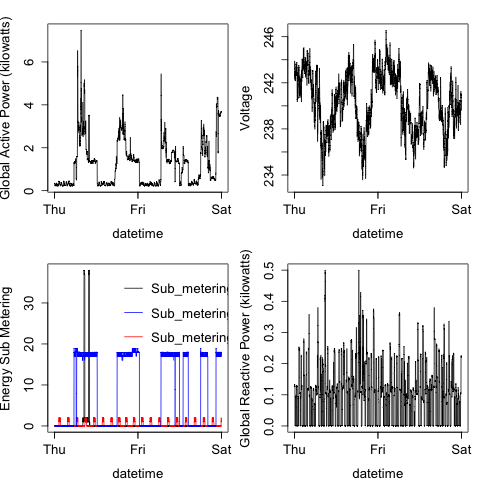 Global Active Power (kilowatts)
0 2 4 6
Thu Fri Sat
datetime
Voltage
234 238 242 246
Thu Fri Sat
datetime
Energy Sub Metering
0 10 20 30
Sub_metering
Sub_metering
Sub_metering
Thu Fri Sat
datetime
Global Reactive Power (kilowatts)
0.0 0.1 0.2 0.3 0.4 0.5
Thu Fri Sat
datetime